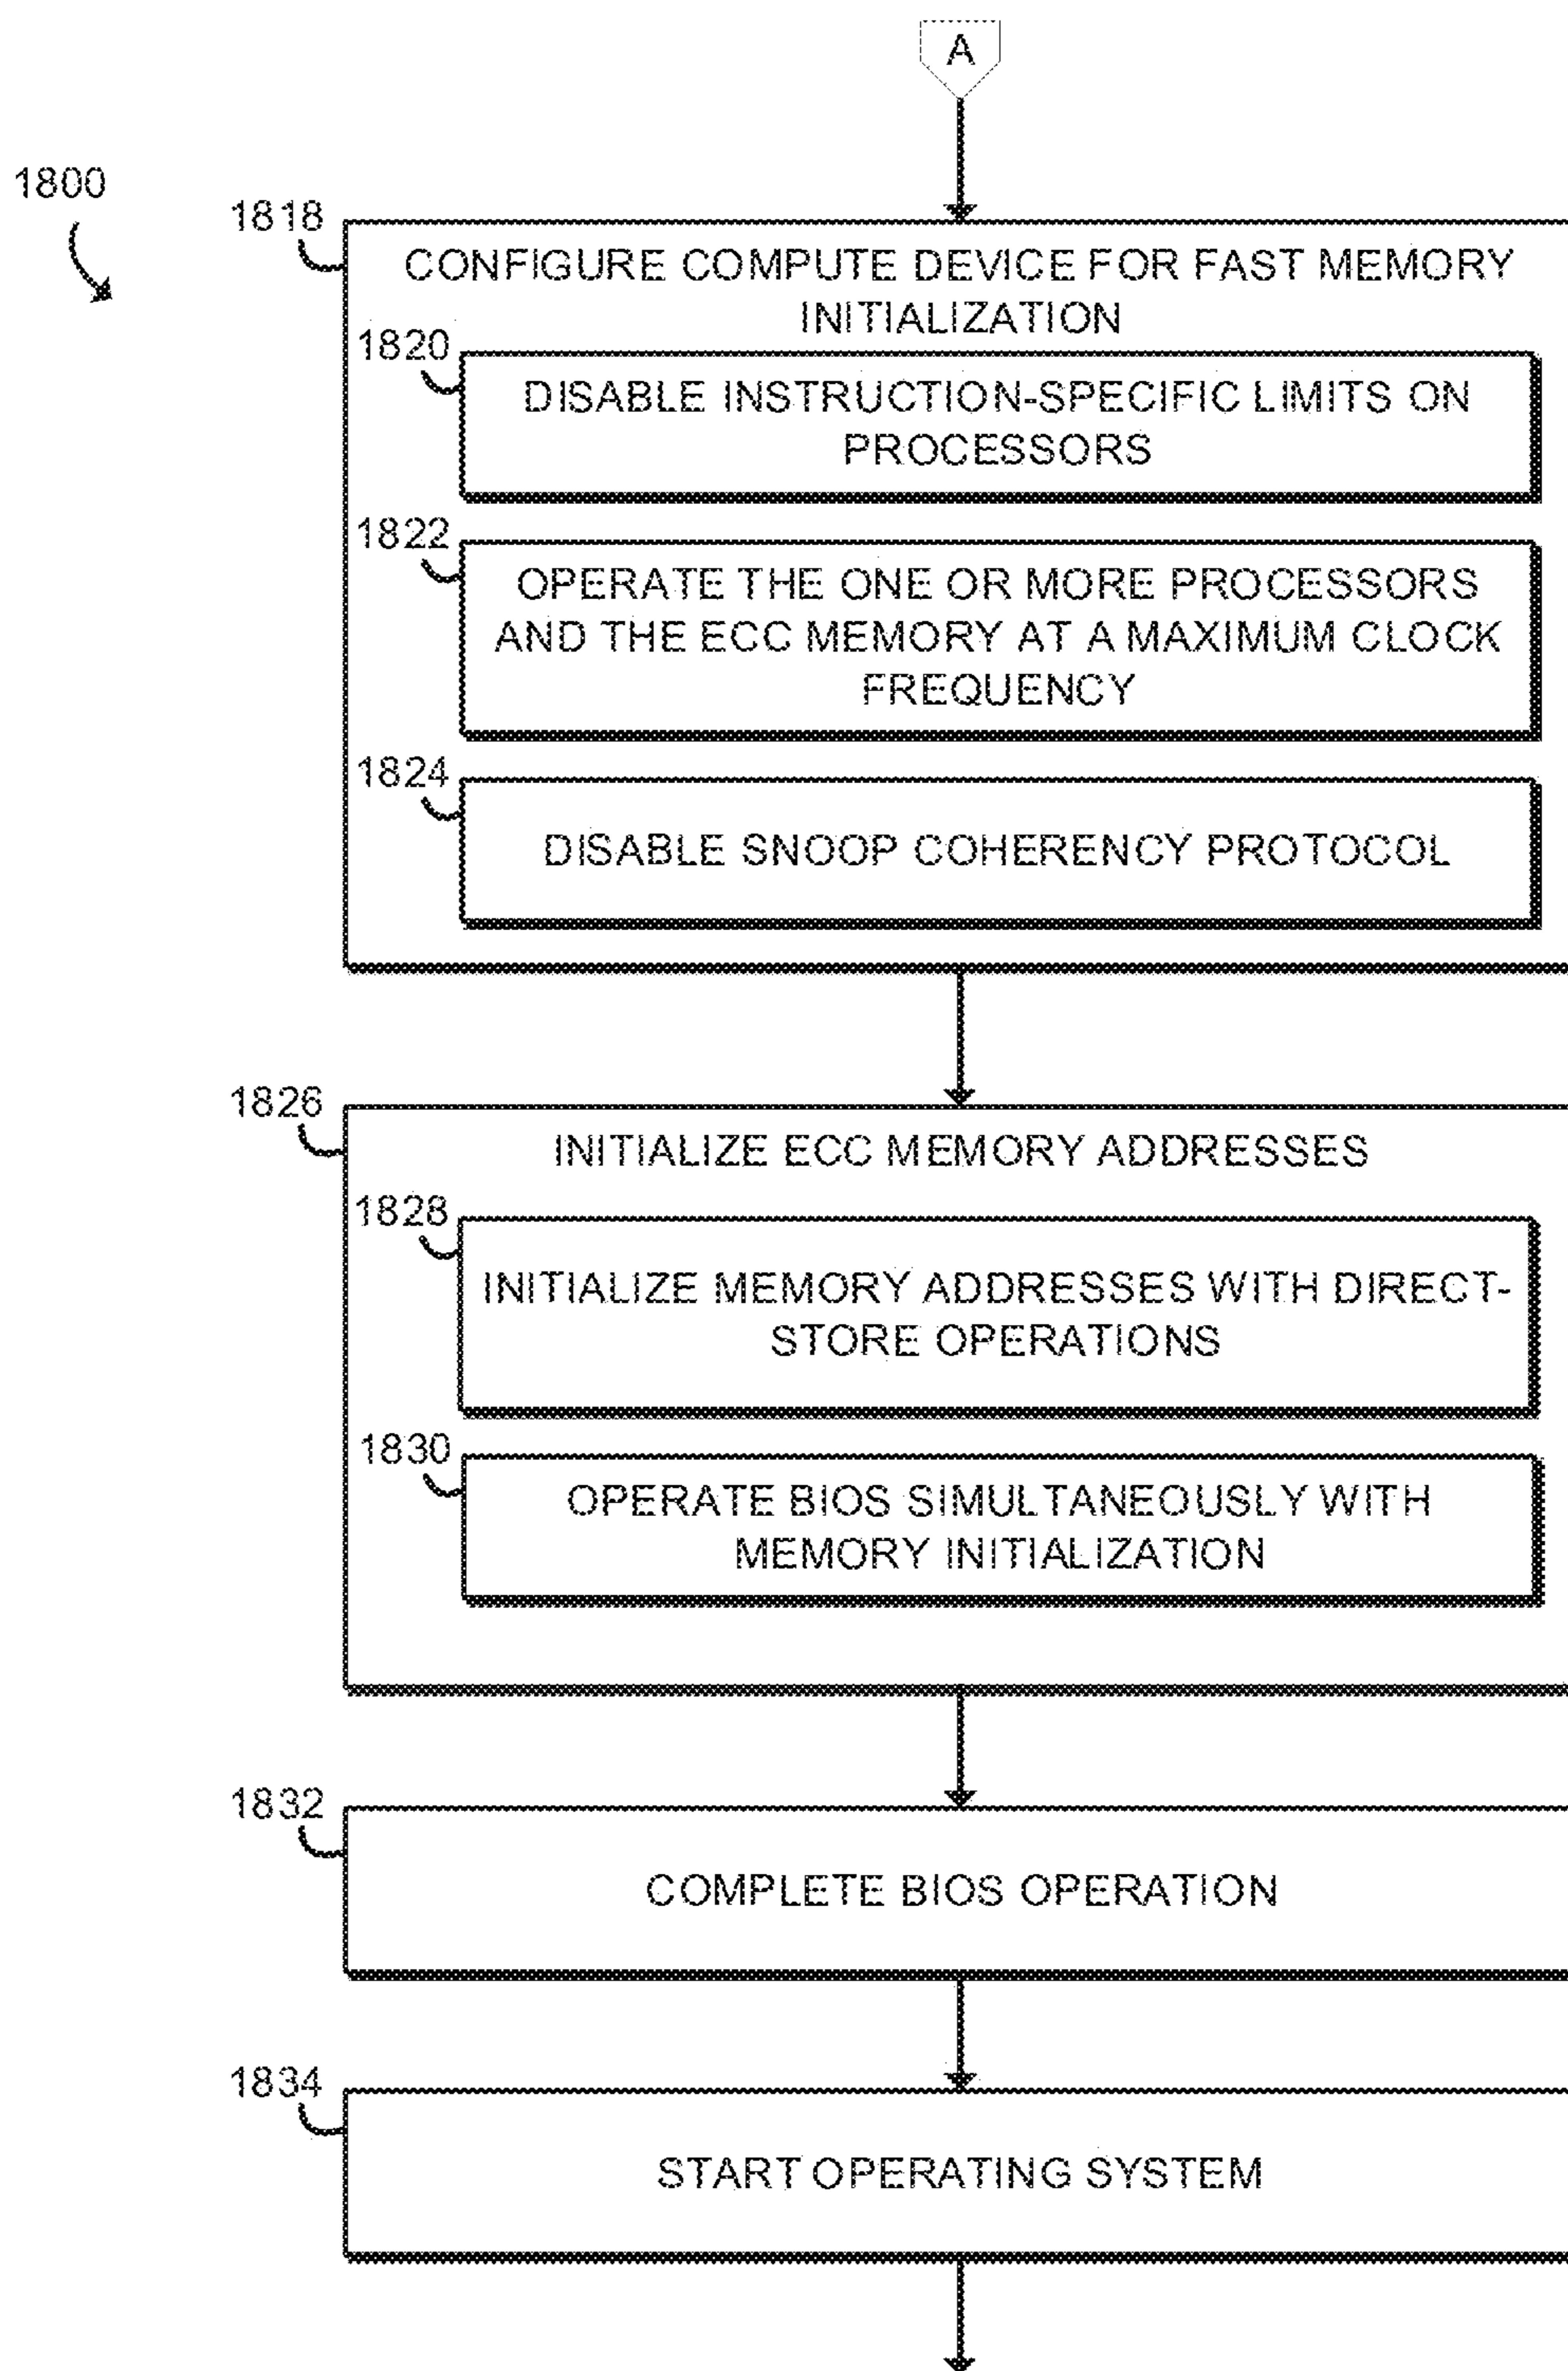 A
1800
1818
CONFIGURE COMPUTE DEVICE FOR FAST MEMORY
INITIALIZATION
1820
DISABLE INSTRUCTION-SPECIFIC LIMITS ON
PROCESSORS
1822
OPERATE THE ONE OR MORE PROCESSORS
AND THE ECC MEMORY AT A MAXIMUM CLOCK
FREQUENCY
1824
DISABLE SNOOP COHERENCY PROTOCOL
1826
INITIALIZE ECC MEMORY ADDRESSES
1828
INITIALIZE MEMORY ADDRESSES WITH DIRECT-
STORE OPERATIONS
1830
OPERATE BIOS SIMULTANEOUSLY WITH
MEMORY INITIALIZATION
1832
COMPLETE BIOS OPERATION
1834
START OPERATING SYSTEM